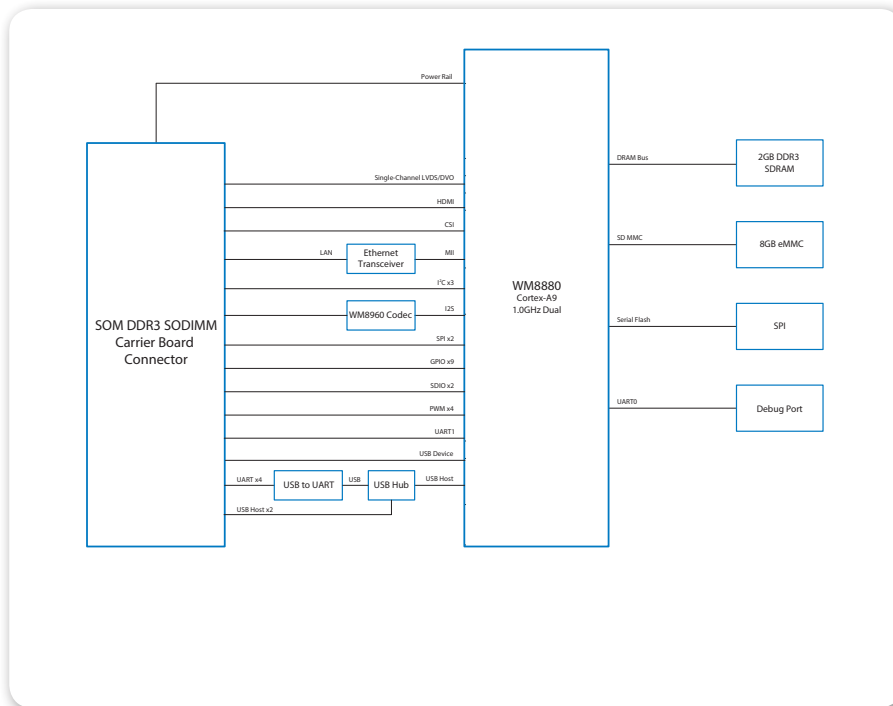 Power Rail
Single-Channel LVDS/DVO
HDMI
CSI
LAN
Ethernet
Transceiver
MII
I²C x3
WM8960 Codec
I2S
SPI x2
GPIO x9
SDIO x2
PWM x4
UART1
USB Device
UART x4
USB to UART
USB
USB Hub
USB Host
USB Host x2
SOM DDR3 SODIMM
Carrier Board
Connector
WM8880
Cortex-A9
1.0GHz Dual
DRAM Bus
2GB DDR3
SDRAM
SD MMC
8GB eMMC
Serial Flash
SPI
UART0
Debug Port